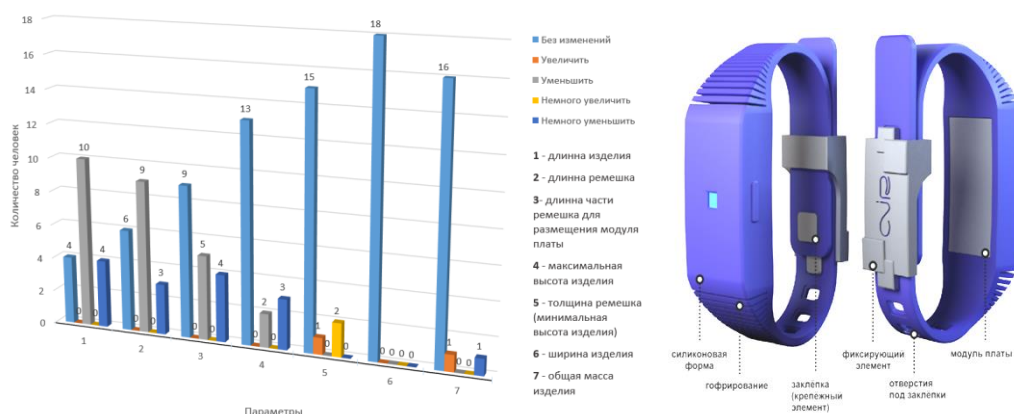 18
16
14
12
10
8
6
4
2
0
Количество человек
4 0 10 0 4
6 0 9 0 3
9 0 5 0 4
13 0 2 0 3
15 1 0 2 0
18 0 0 0 0
16 1 0 0 1
1 2 3 4 5 6 7
Параметры
Без изменений
Увеличить
Уменьшить
Немного увеличить
Немного уменьшить
1 - длинна изделия
2 - длинна ремешка
3- длинна части
ремешка для
размещения модуля
платы
4 - максимальная
высота изделия
5 - толщина ремешка
(минимальная
высота изделия)
6 - ширина изделия
7 - общая масса
изделия
силиконовая
форма
гофрирование
заклёпка
(крепёжный
элемент)
фиксирующий
элемент
отверстия
под заклёпки
модуль платы